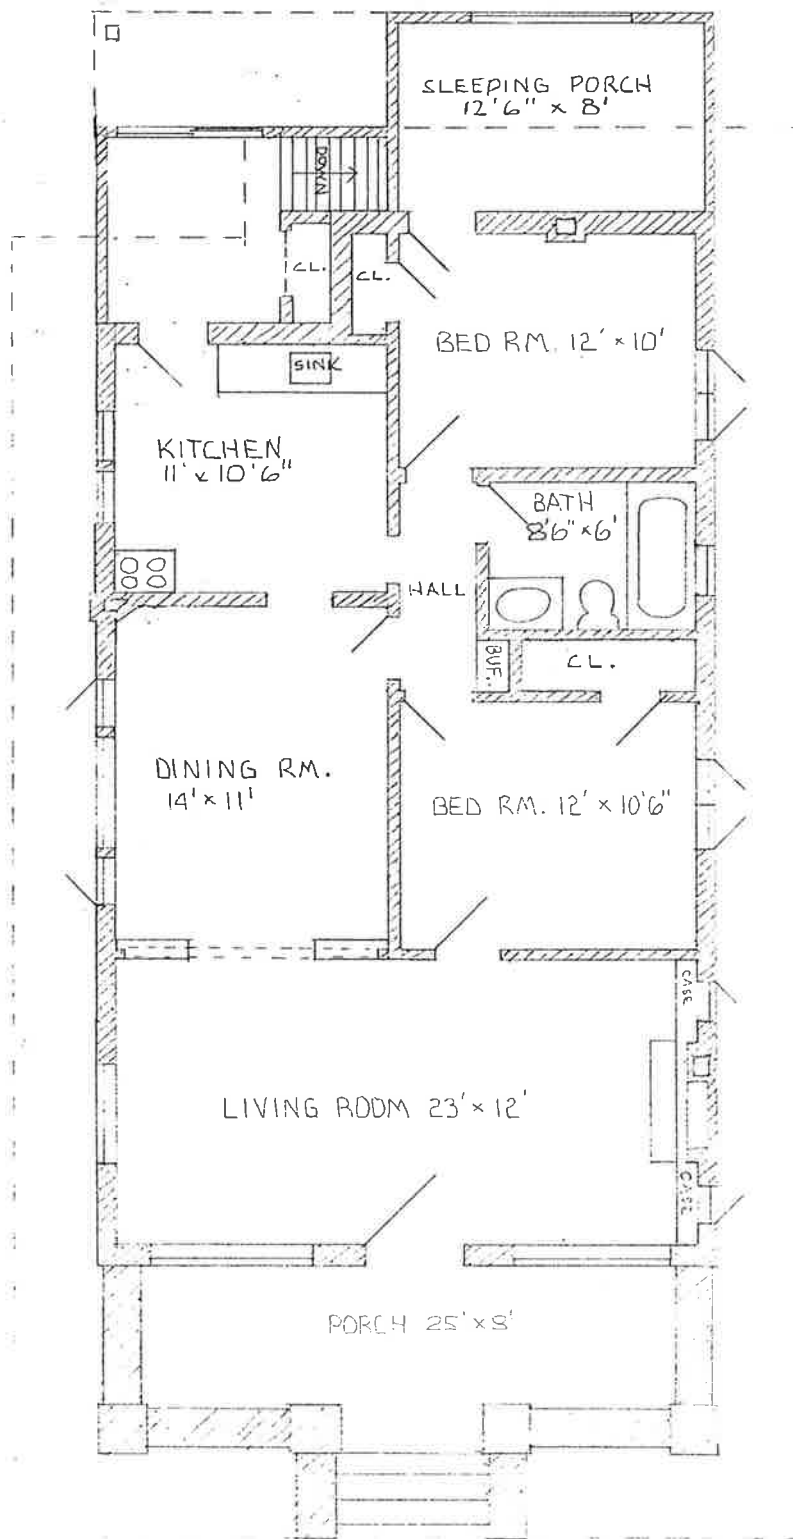 SLEEPING PORCH
12'6" x 8'
DOWN
CL.
CL.
BED RM. 12' x 10'
SINK
KITCHEN
11' x 10'6"
BATH
8'6" x 6'
HALL
BUF.
CL.
DINING RM.
14' x 11'
BED RM. 12' x 10'6"
CASE
LIVING ROOM 23' x 12'
CASE
PORCH 25' x 8'